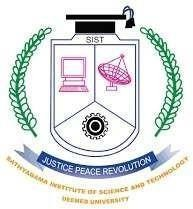 SIST
JUSTICE PEACE REVOLUTION
SATHYABAMA INSTITUTE OF SCIENCE AND TECHNOLOGY
DEEMED UNIVERSITY